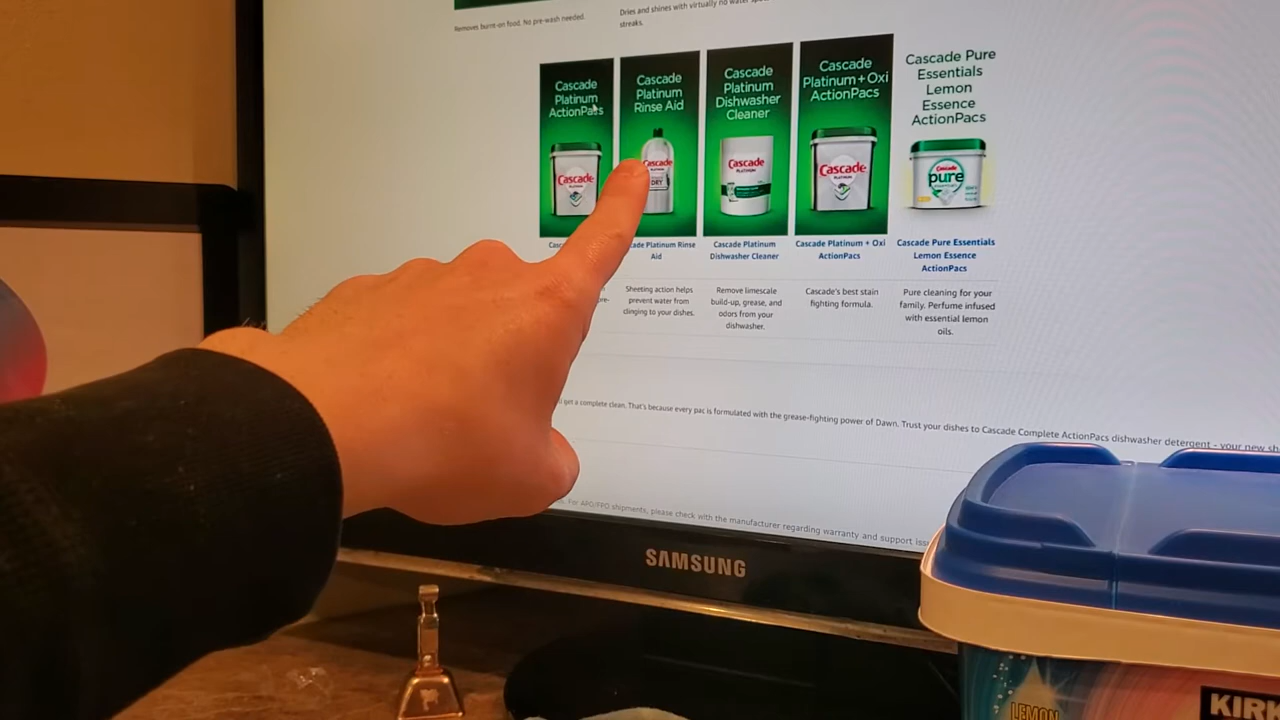 Removes burnt-on food. No pre-wash needed.
Dries and shines with virtually no water
streaks.
Cascade
Platinum
ActionPacs
Cascade
Platinum
Rinse Aid
Cascade
Platinum
Dishwasher
Cleaner
Cascade
Platinum + Oxi
ActionPacs
Cascade Pure
Essentials
Lemon
Essence
ActionPacs
Cascade
Cascade
PLATINUM
DRY
Cascade
PLATINUM
Cascade
PLATINUM
Cascade
pure
ade Platinum Rinse
Aid
Cascade Platinum
Dishwasher Cleaner
Cascade Platinum + Oxi
ActionPacs
Cascade Pure Essentials
Lemon Essence
ActionPacs
Sheeting action helps
prevent water from
clinging to your dishes.
Remove limescale
build-up, grease, and
odors from your
dishwasher.
Cascade's best stain
fighting formula.
Pure cleaning for your
family. Perfume infused
with essential lemon
oils.
get a complete clean. That's because every pac is formulated with the grease-fighting power of Dawn. Trust your dishes to Cascade Complete ActionPacs dishwasher detergent - your new sh
For APO/FPO shipments, please check with the manufacturer regarding warranty and support iss
SAMSUNG
LEMON
KIRK